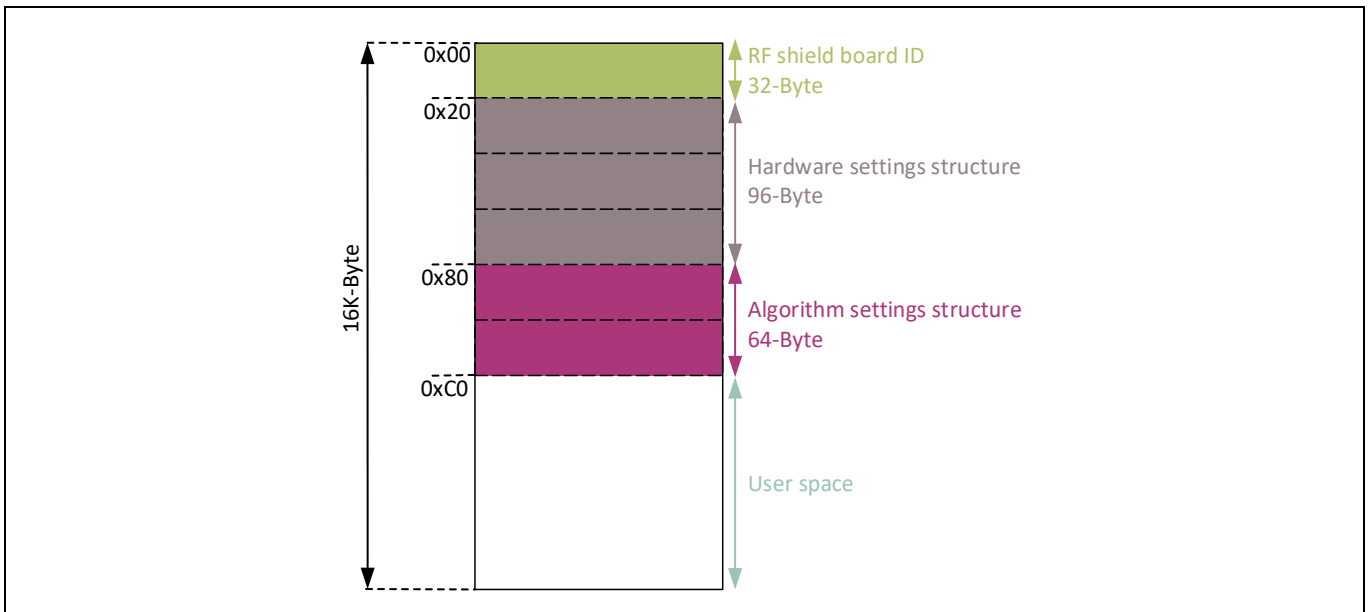 0x00
RF shield board ID
32-Byte
0x20
Hardware settings structure
96-Byte
16K-Byte
0x80
Algorithm settings structure
64-Byte
0xC0
User space